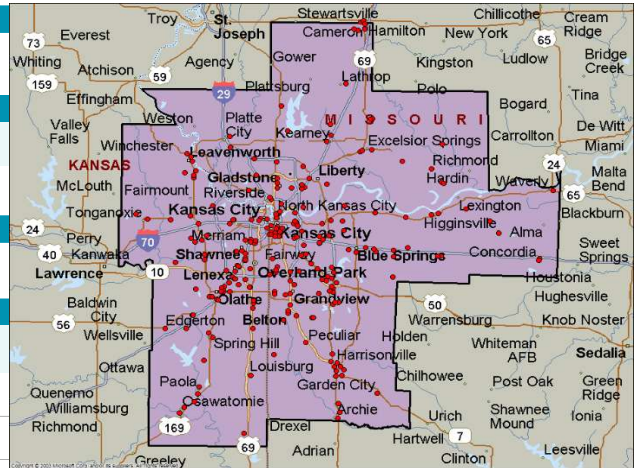 Stewartsville
Chillicothe
Troy
St.
Joseph
Cameron
Hamilton
New York
Cream
Ridge
73
Everest
65
Whiting
Atchison
Agency
Gower
69
Kingston
Ludlow
Bridge
Creek
159
59
Lathrop
Plattsburg
Polo
Effingham
29
Bogard
Tina
Weston
Platte
City
MISSOURI
Valley
Falls
Kearney
Carrollton
De Witt
Winchester
Excelsior Springs
Miami
Leavenworth
Richmond
24
KANSAS
Gladstone
Liberty
Hardin
Waverly
Malta
Bend
McLouth
Fairmount
Riverside
65
Tonganoxie
Kansas City
North Kansas City
Lexington
Blackburn
24
Higginsville
Perry
70
Merriam
Kansas City
Alma
40
Kanwaka
Shawnee
Fairway
Blue Springs
Concordia
Sweet
Springs
Lawrence
10
Lenexa
Overland Park
Houstonia
Baldwin
City
Olathe
Grandview
50
Hughesville
56
Edgerton
Belton
Warrensburg
Knob Noster
Wellsville
Peculiar
Holden
Spring Hill
Whiteman
AFB
Sedalia
Ottawa
Louisburg
Harrisonville
Chilhowee
Paola
Garden City
Post Oak
Green
Ridge
Quenemo
Osawatomie
Williamsburg
Archie
Urich
Shawnee
Mound
Ionia
Richmond
169
Drexel
7
Hartwell
Greeley
69
Adrian
Clinton
Leesville